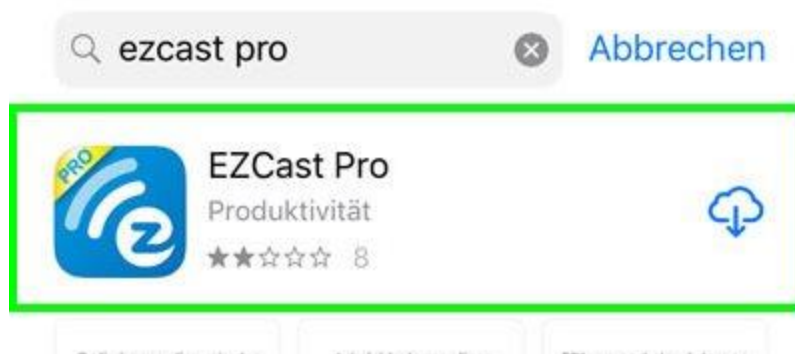 ezcast pro
Abbrechen
PRO
EZCast Pro
Produktivität
8